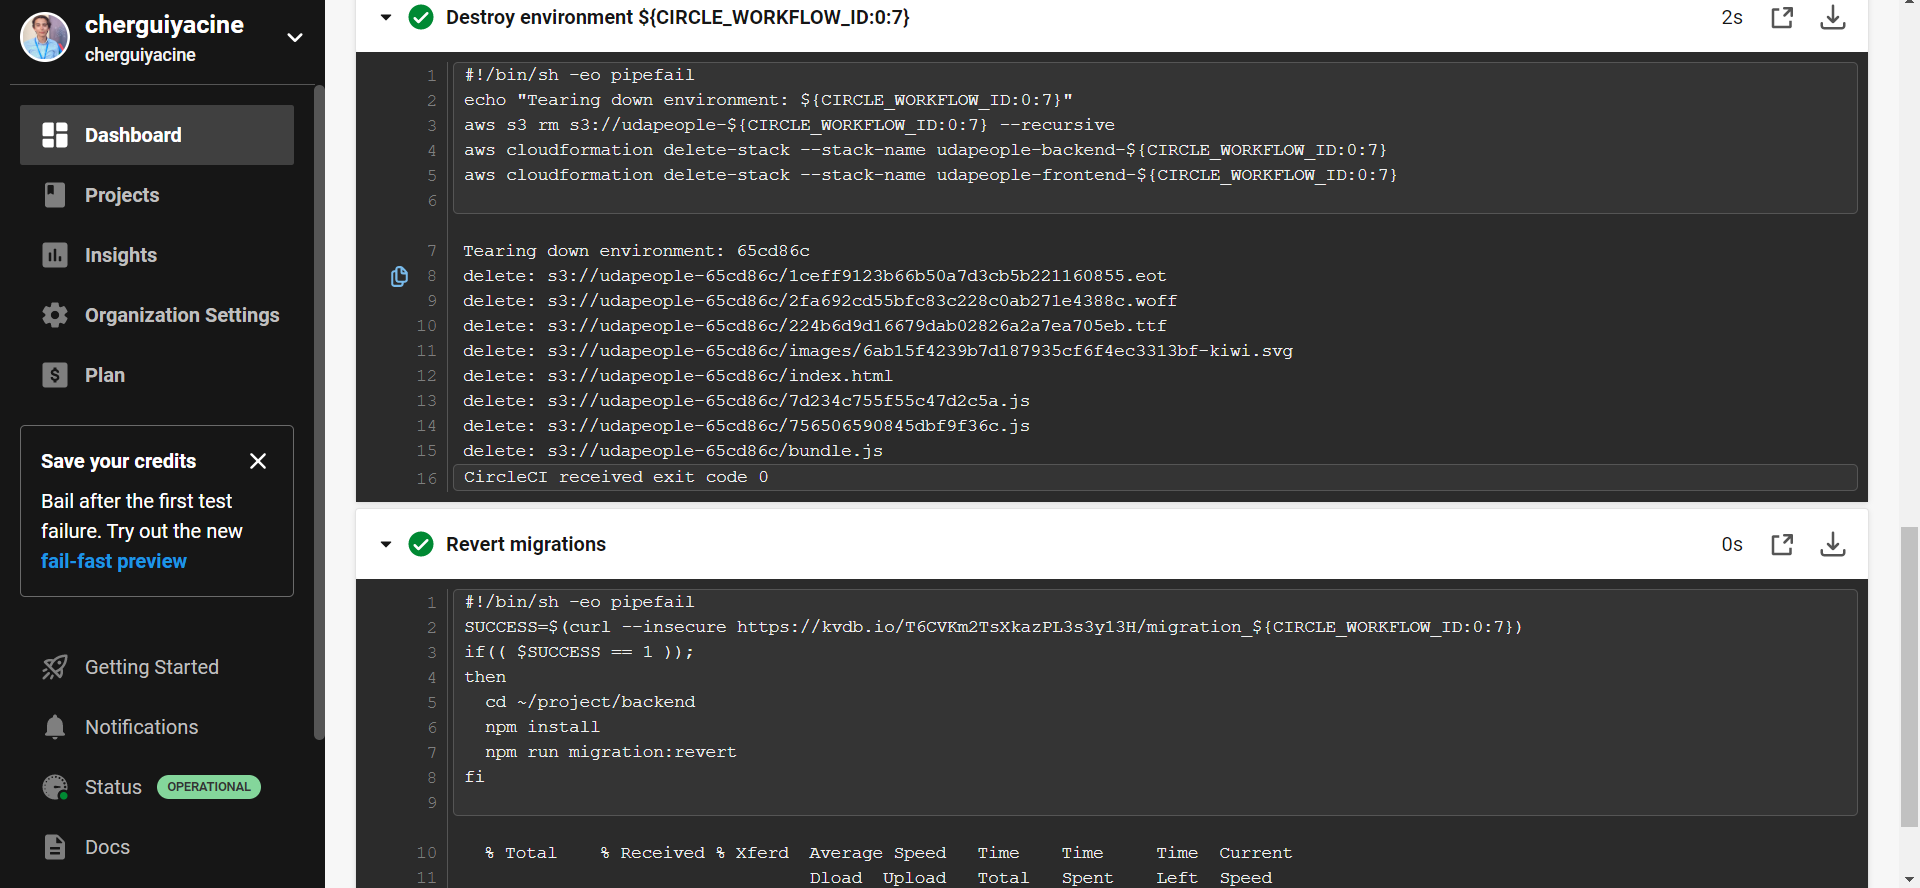 cherguiyacine
cherguiyacine
Dashboard
Projects
Insights
Organization Settings
Plan
Save your credits
Bail after the first test
failure. Try out the new
fail-fast preview
Getting Started
Notifications
Status OPERATIONAL
Docs
Destroy environment ${CIRCLE_WORKFLOW_ID:0:7} 2s
1 #!/bin/sh -eo pipefail
2 echo "Tearing down environment: ${CIRCLE_WORKFLOW_ID:0:7}"
3 aws s3 rm s3://udapeople-${CIRCLE_WORKFLOW_ID:0:7} --recursive
4 aws cloudformation delete-stack --stack-name udapeople-backend-${CIRCLE_WORKFLOW_ID:0:7}
5 aws cloudformation delete-stack --stack-name udapeople-frontend-${CIRCLE_WORKFLOW_ID:0:7}
6
7 Tearing down environment: 65cd86c
8 delete: s3://udapeople-65cd86c/1ceff9123b66b50a7d3cb5b221160855.eot
9 delete: s3://udapeople-65cd86c/2fa692cd55bfc83c228c0ab271e4388c.woff
10 delete: s3://udapeople-65cd86c/224b6d9d16679dab02826a2a7ea705eb.ttf
11 delete: s3://udapeople-65cd86c/images/6ab15f4239b7d187935cf6f4ec3313bf-kiwi.svg
12 delete: s3://udapeople-65cd86c/index.html
13 delete: s3://udapeople-65cd86c/7d234c755f55c47d2c5a.js
14 delete: s3://udapeople-65cd86c/756506590845dbf9f36c.js
15 delete: s3://udapeople-65cd86c/bundle.js
16 CircleCI received exit code 0
Revert migrations 0s
1 #!/bin/sh -eo pipefail
2 SUCCESS=$(curl --insecure https://kvdb.io/T6CVKm2TsXkazPL3s3y13H/migration_${CIRCLE_WORKFLOW_ID:0:7})
3 if(( $SUCCESS == 1 ));
4 then
5 cd ~/project/backend
6 npm install
7 npm run migration:revert
8 fi
9
10 % Total % Received % Xferd Average Speed Time Time Time Current
11 Dload Upload Total Spent Left Speed